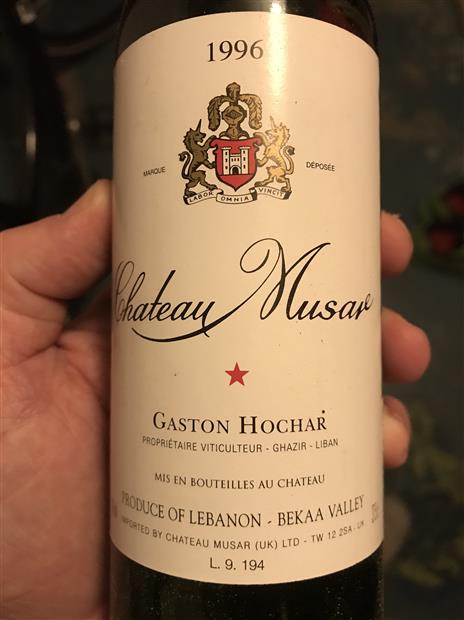 1996
MARQUE
DÉPOSÉE
LABOR OMNIA VINCIT
Chateau Musar
GASTON HOCHAR
PROPRIÉTAIRE VITICULTEUR - GHAZIR - LIBAN
MIS EN BOUTEILLES AU CHATEAU
PRODUCE OF LEBANON - BEKAA VALLEY
IMPORTED BY CHATEAU MUSAR (UK) LTD - TW 12 2SA - UK
L. 9. 194